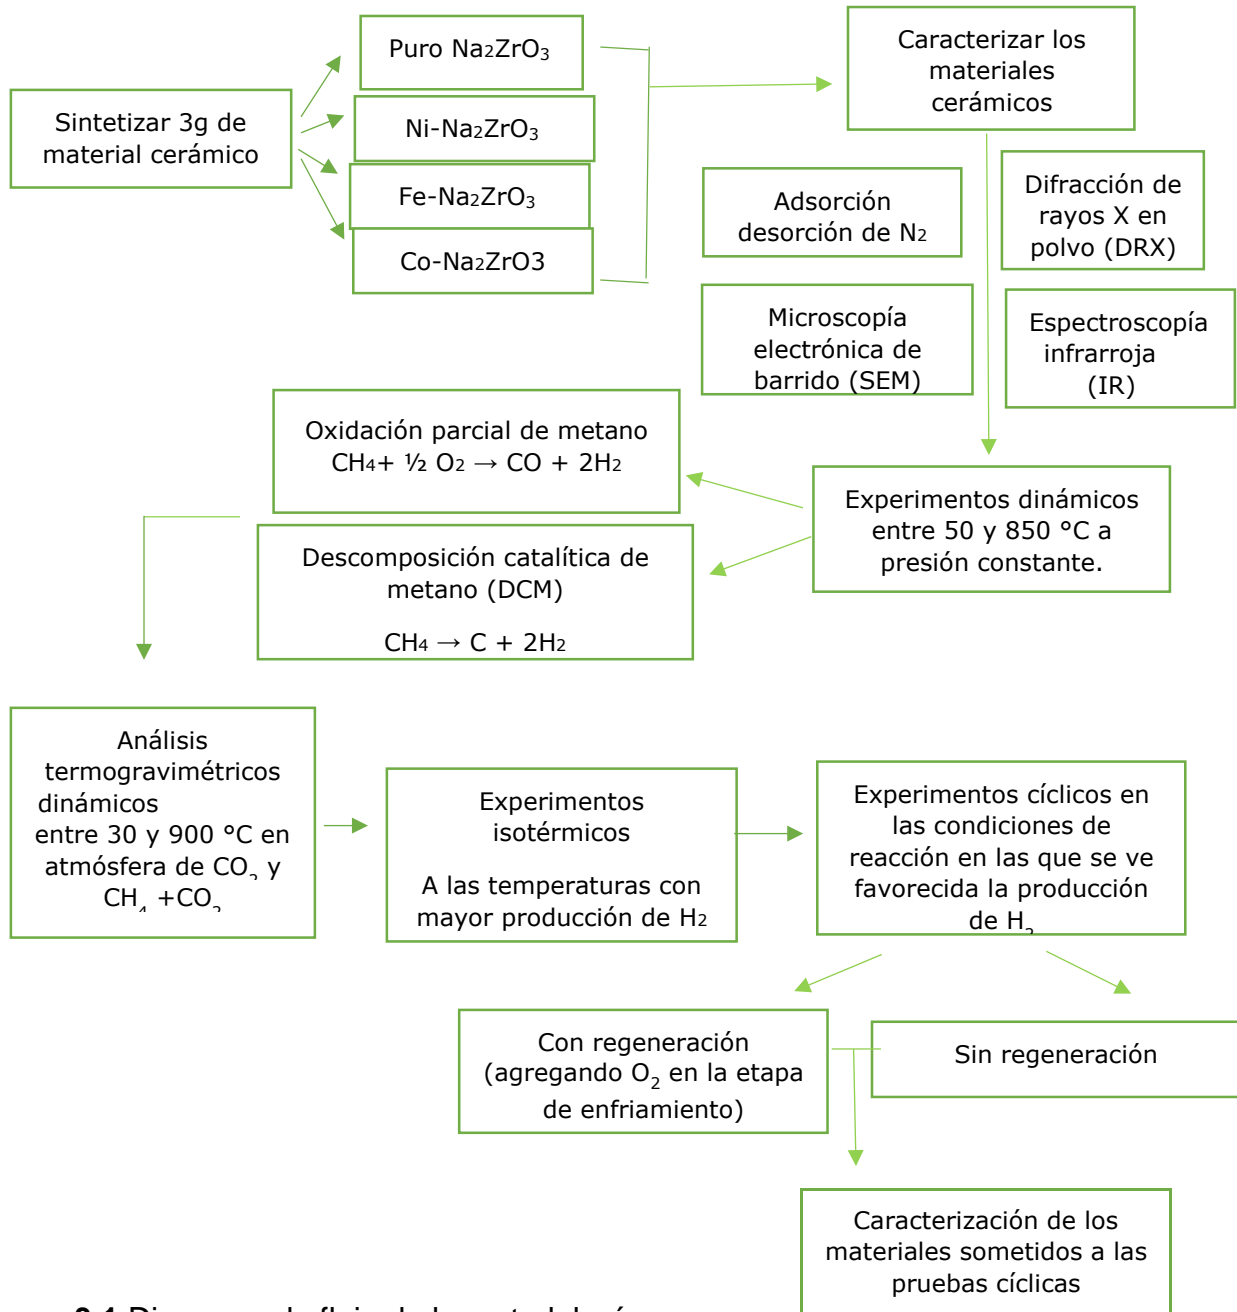 Puro Na2ZrO3
Sintetizar 3g de
material cerámico
Ni-Na2ZrO3
Fe-Na2ZrO3
Co-Na2ZrO3
Caracterizar los
materiales
cerámicos
Adsorción
desorción de N2
Difracción de
rayos X en
polvo (DRX)
Microscopía
electrónica de
barrido (SEM)
Espectroscopía
infrarroja
(IR)
Experimentos dinámicos
entre 50 y 850 °C a
presión constante.
Oxidación parcial de metano
CH4+ ½ O2 → CO + 2H2
Descomposición catalítica de
metano (DCM)
CH4 → C + 2H2
Análisis
termogravimétricos
dinámicos
entre 30 y 900 °C en
atmósfera de CO2 y
CH4 +CO2
Experimentos
isotérmicos
A las temperaturas con
mayor producción de H2
Experimentos cíclicos en
las condiciones de
reacción en las que se ve
favorecida la producción
de H2
Con regeneración
(agregando O2 en la etapa
de enfriamiento)
Sin regeneración
Caracterización de los
materiales sometidos a las
pruebas cíclicas